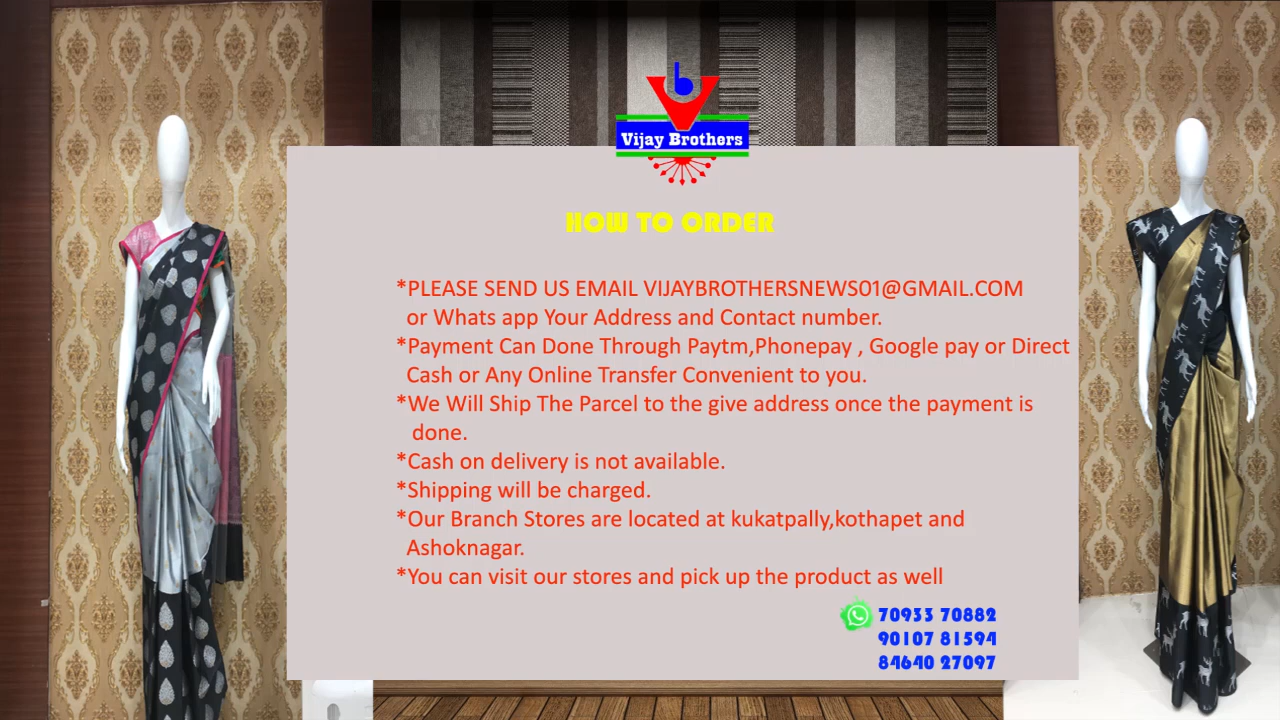 b
V
Vijay Brothers
HOW TO ORDER
*PLEASE SEND US EMAIL VIJAYBROTHERSNEWS01@GMAIL.COM
or Whats app Your Address and Contact number.
*Payment Can Done Through Paytm,Phonepay , Google pay or Direct
Cash or Any Online Transfer Convenient to you.
*We Will Ship The Parcel to the give address once the payment is
done.
*Cash on delivery is not available.
*Shipping will be charged.
*Our Branch Stores are located at kukatpally,kothapet and
Ashoknagar.
*You can visit our stores and pick up the product as well
70933 70882
90107 81594
84640 27097